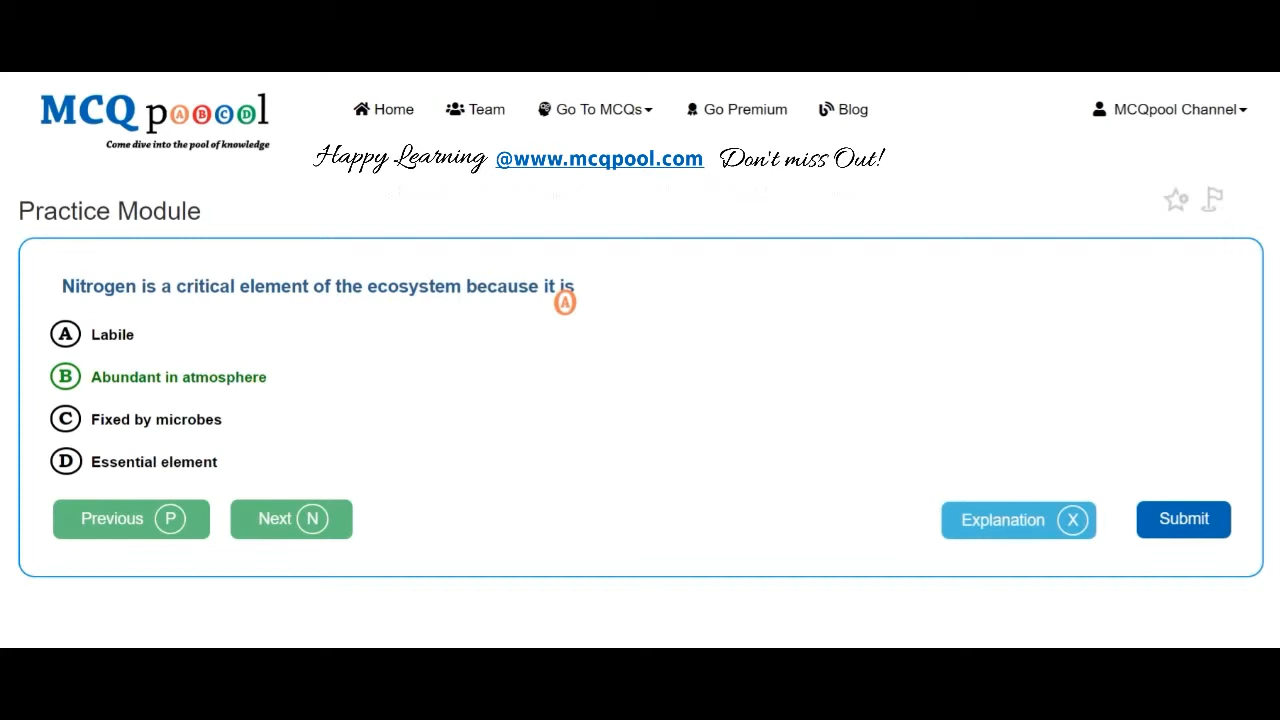 MCQ pABCDl
Come dive into the pool of knowledge
Home Team Go To MCQs Go Premium Blog MCQpool Channel
Happy Learning @www.mcqpool.com Don't miss Out!
Practice Module
Nitrogen is a critical element of the ecosystem because it is
A
A Labile
B Abundant in atmosphere
C Fixed by microbes
D Essential element
Previous P Next N Explanation X Submit